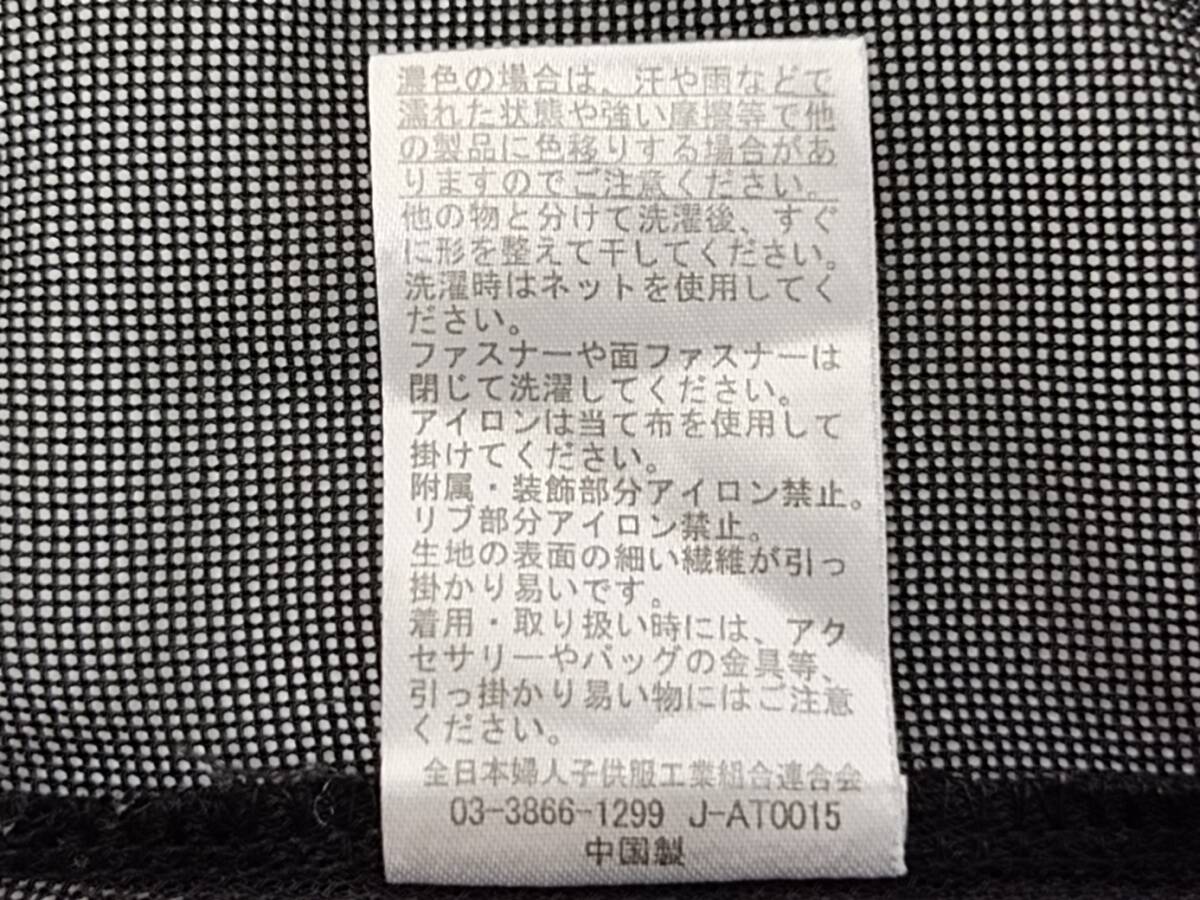 濃色の場合は、汗や雨などで
濡れた状態や強い摩擦等で他
の製品に色移りする場合があ
りますのでご注意ください。
他の物と分けて洗濯後、すぐ
に形を整えて干してください。
洗濯時はネットを使用してく
ださい。
ファスナーや面ファスナーは
閉じて洗濯してください。
アイロンは当て布を使用して
掛けてください。
附属・装飾部分アイロン禁止。
リブ部分アイロン禁止。
生地の表面の細い繊維が引っ
掛かり易いです。
着用・取り扱い時には、アク
セサリーやバッグの金具等、
引っ掛かり易い物にはご注意
ください。
全日本婦人子供服工業組合連合会
03-3866-1299 J-AT0015
中国製